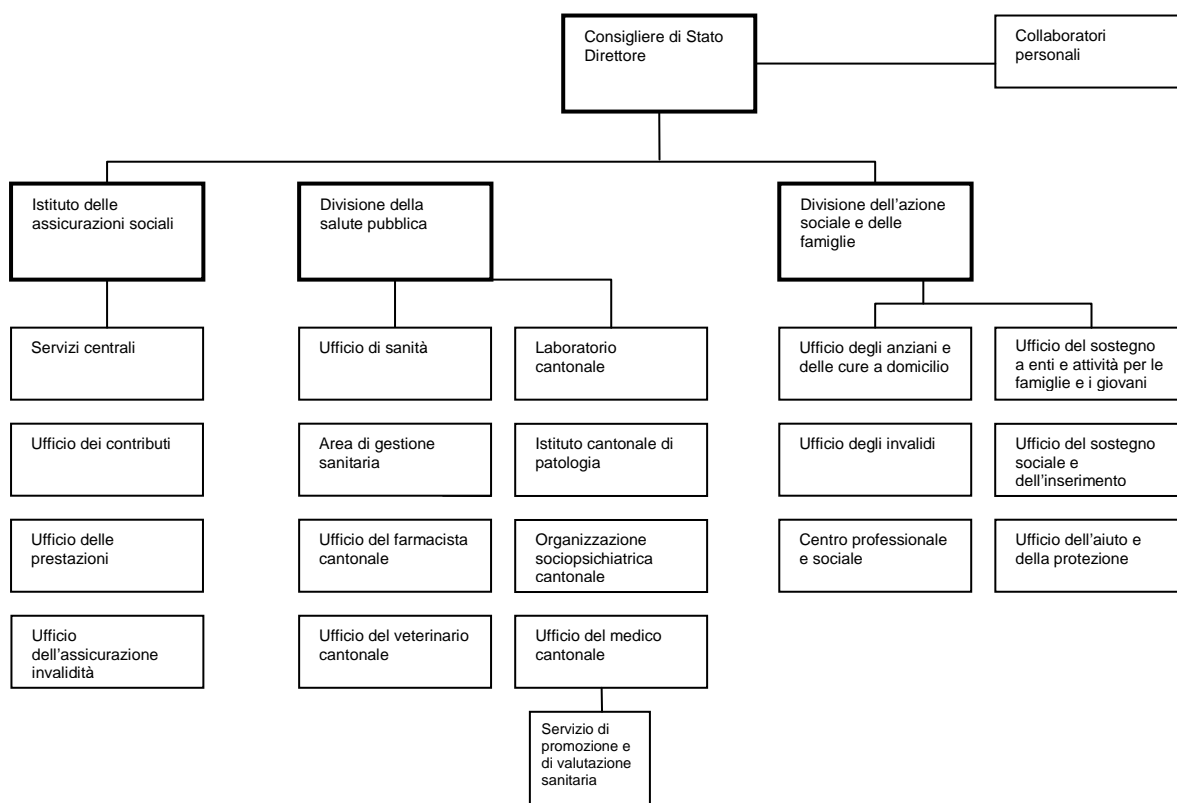 Consigliere di Stato
Direttore
Collaboratori
personali
Istituto delle
assicurazioni sociali
Divisione della
salute pubblica
Divisione dell’azione
sociale e delle
famiglie
Servizi centrali
Ufficio di sanità
Laboratorio
cantonale
Ufficio degli anziani e
delle cure a domicilio
Ufficio del sostegno
a enti e attività per le
famiglie e i giovani
Ufficio dei contributi
Area di gestione
sanitaria
Istituto cantonale di
patologia
Ufficio degli invalidi
Ufficio del sostegno
sociale e
dell’inserimento
Ufficio delle
prestazioni
Ufficio del farmacista
cantonale
Organizzazione
sociopsichiatrica
cantonale
Centro professionale
e sociale
Ufficio dell’aiuto e
della protezione
Ufficio
dell’assicurazione
invalidità
Ufficio del veterinario
cantonale
Ufficio del medico
cantonale
Servizio di
promozione e
di valutazione
sanitaria